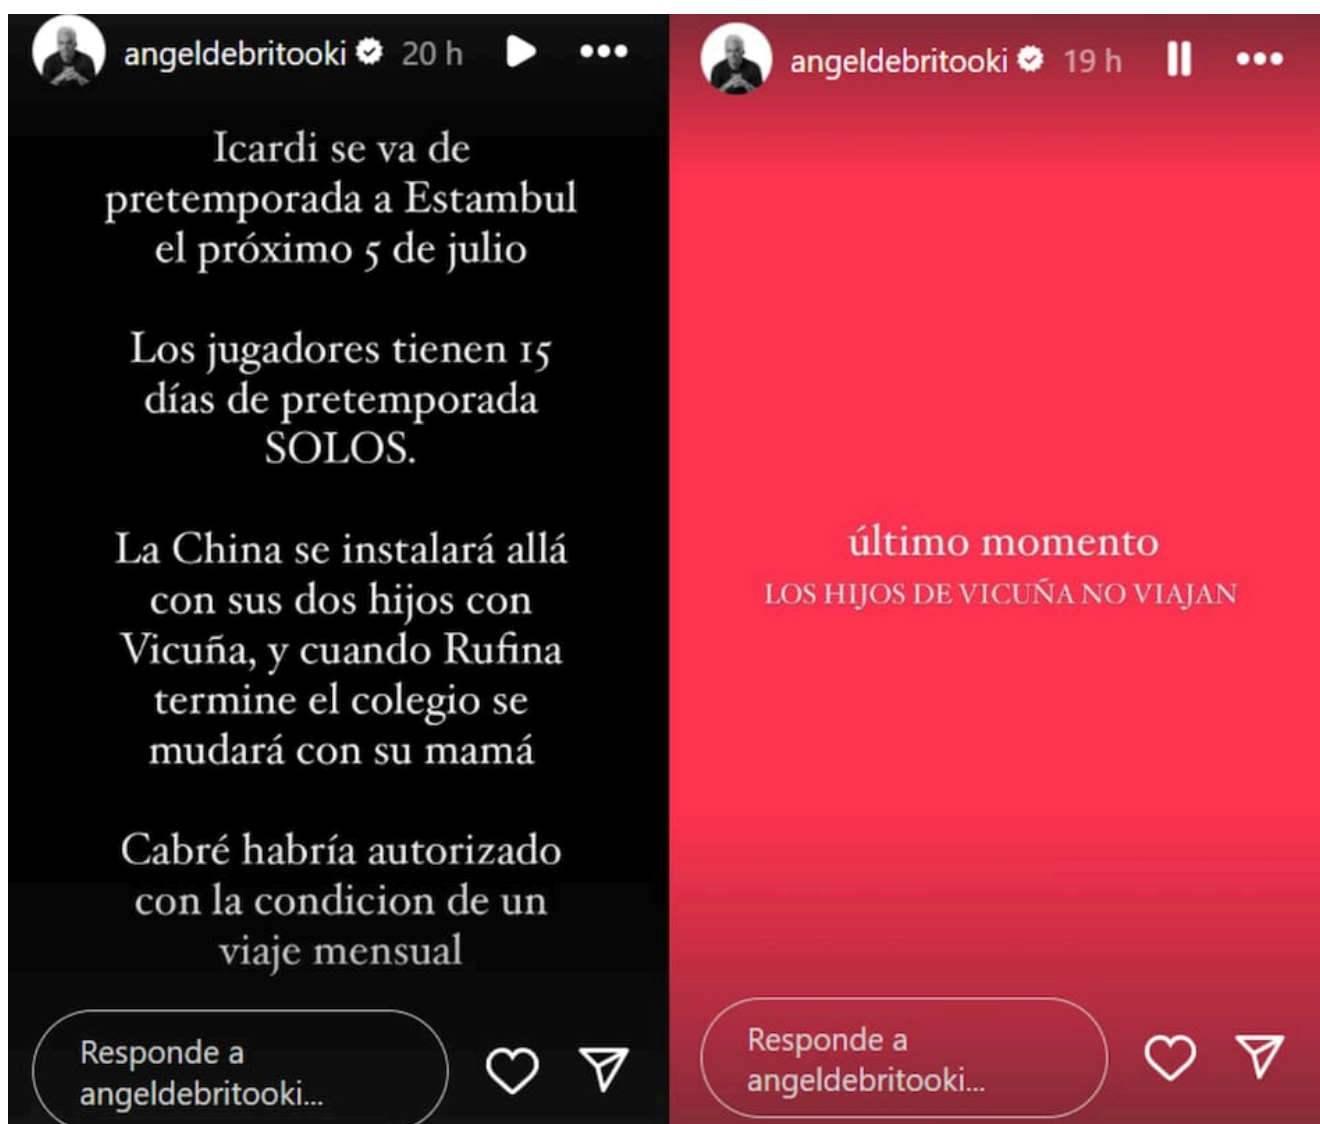 angeldebritooki 20 h
Icardi se va de
pretemporada a Estambul
el próximo 5 de julio
Los jugadores tienen 15
días de pretemporada
SOLOS.
La China se instalará allá
con sus dos hijos con
Vicuña, y cuando Rufina
termine el colegio se
mudará con su mamá
Cabré habría autorizado
con la condicion de un
viaje mensual
Responde a
angeldebritooki...
angeldebritooki 19 h
último momento
LOS HIJOS DE VICUÑA NO VIAJAN
Responde a
angeldebritooki...